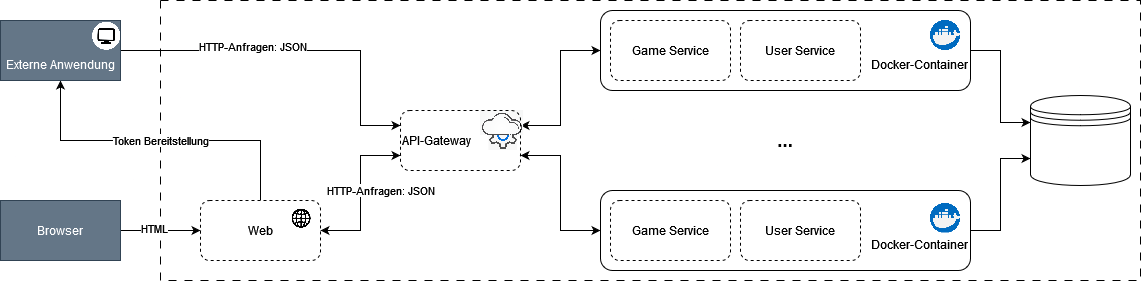 Externe Anwendung
HTTP-Anfragen: JSON
Game Service
User Service
Docker-Container
Token Bereitstellung
API-Gateway
...
HTTP-Anfragen: JSON
Browser
HTML
Web
Game Service
User Service
Docker-Container